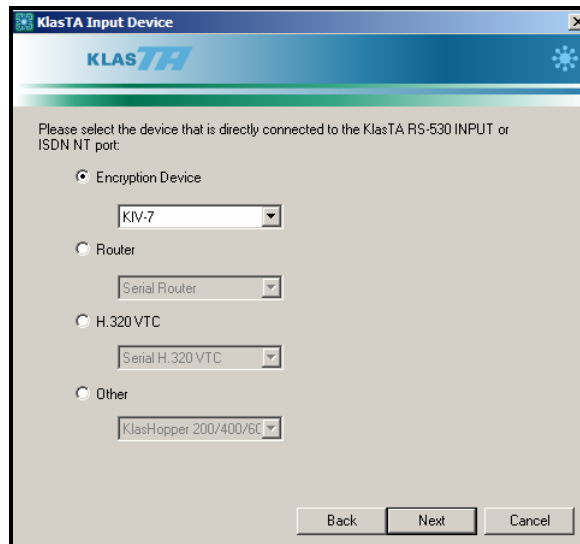 KlasTA Input Device
KLAS TA
Please select the device that is directly connected to the KlasTA RS-530 INPUT or
ISDN NT port:
Encryption Device
KIV-7
Router
Serial Router
H.320 VTC
Serial H.320 VTC
Other
KlasHopper 200/400/60
Back Next Cancel